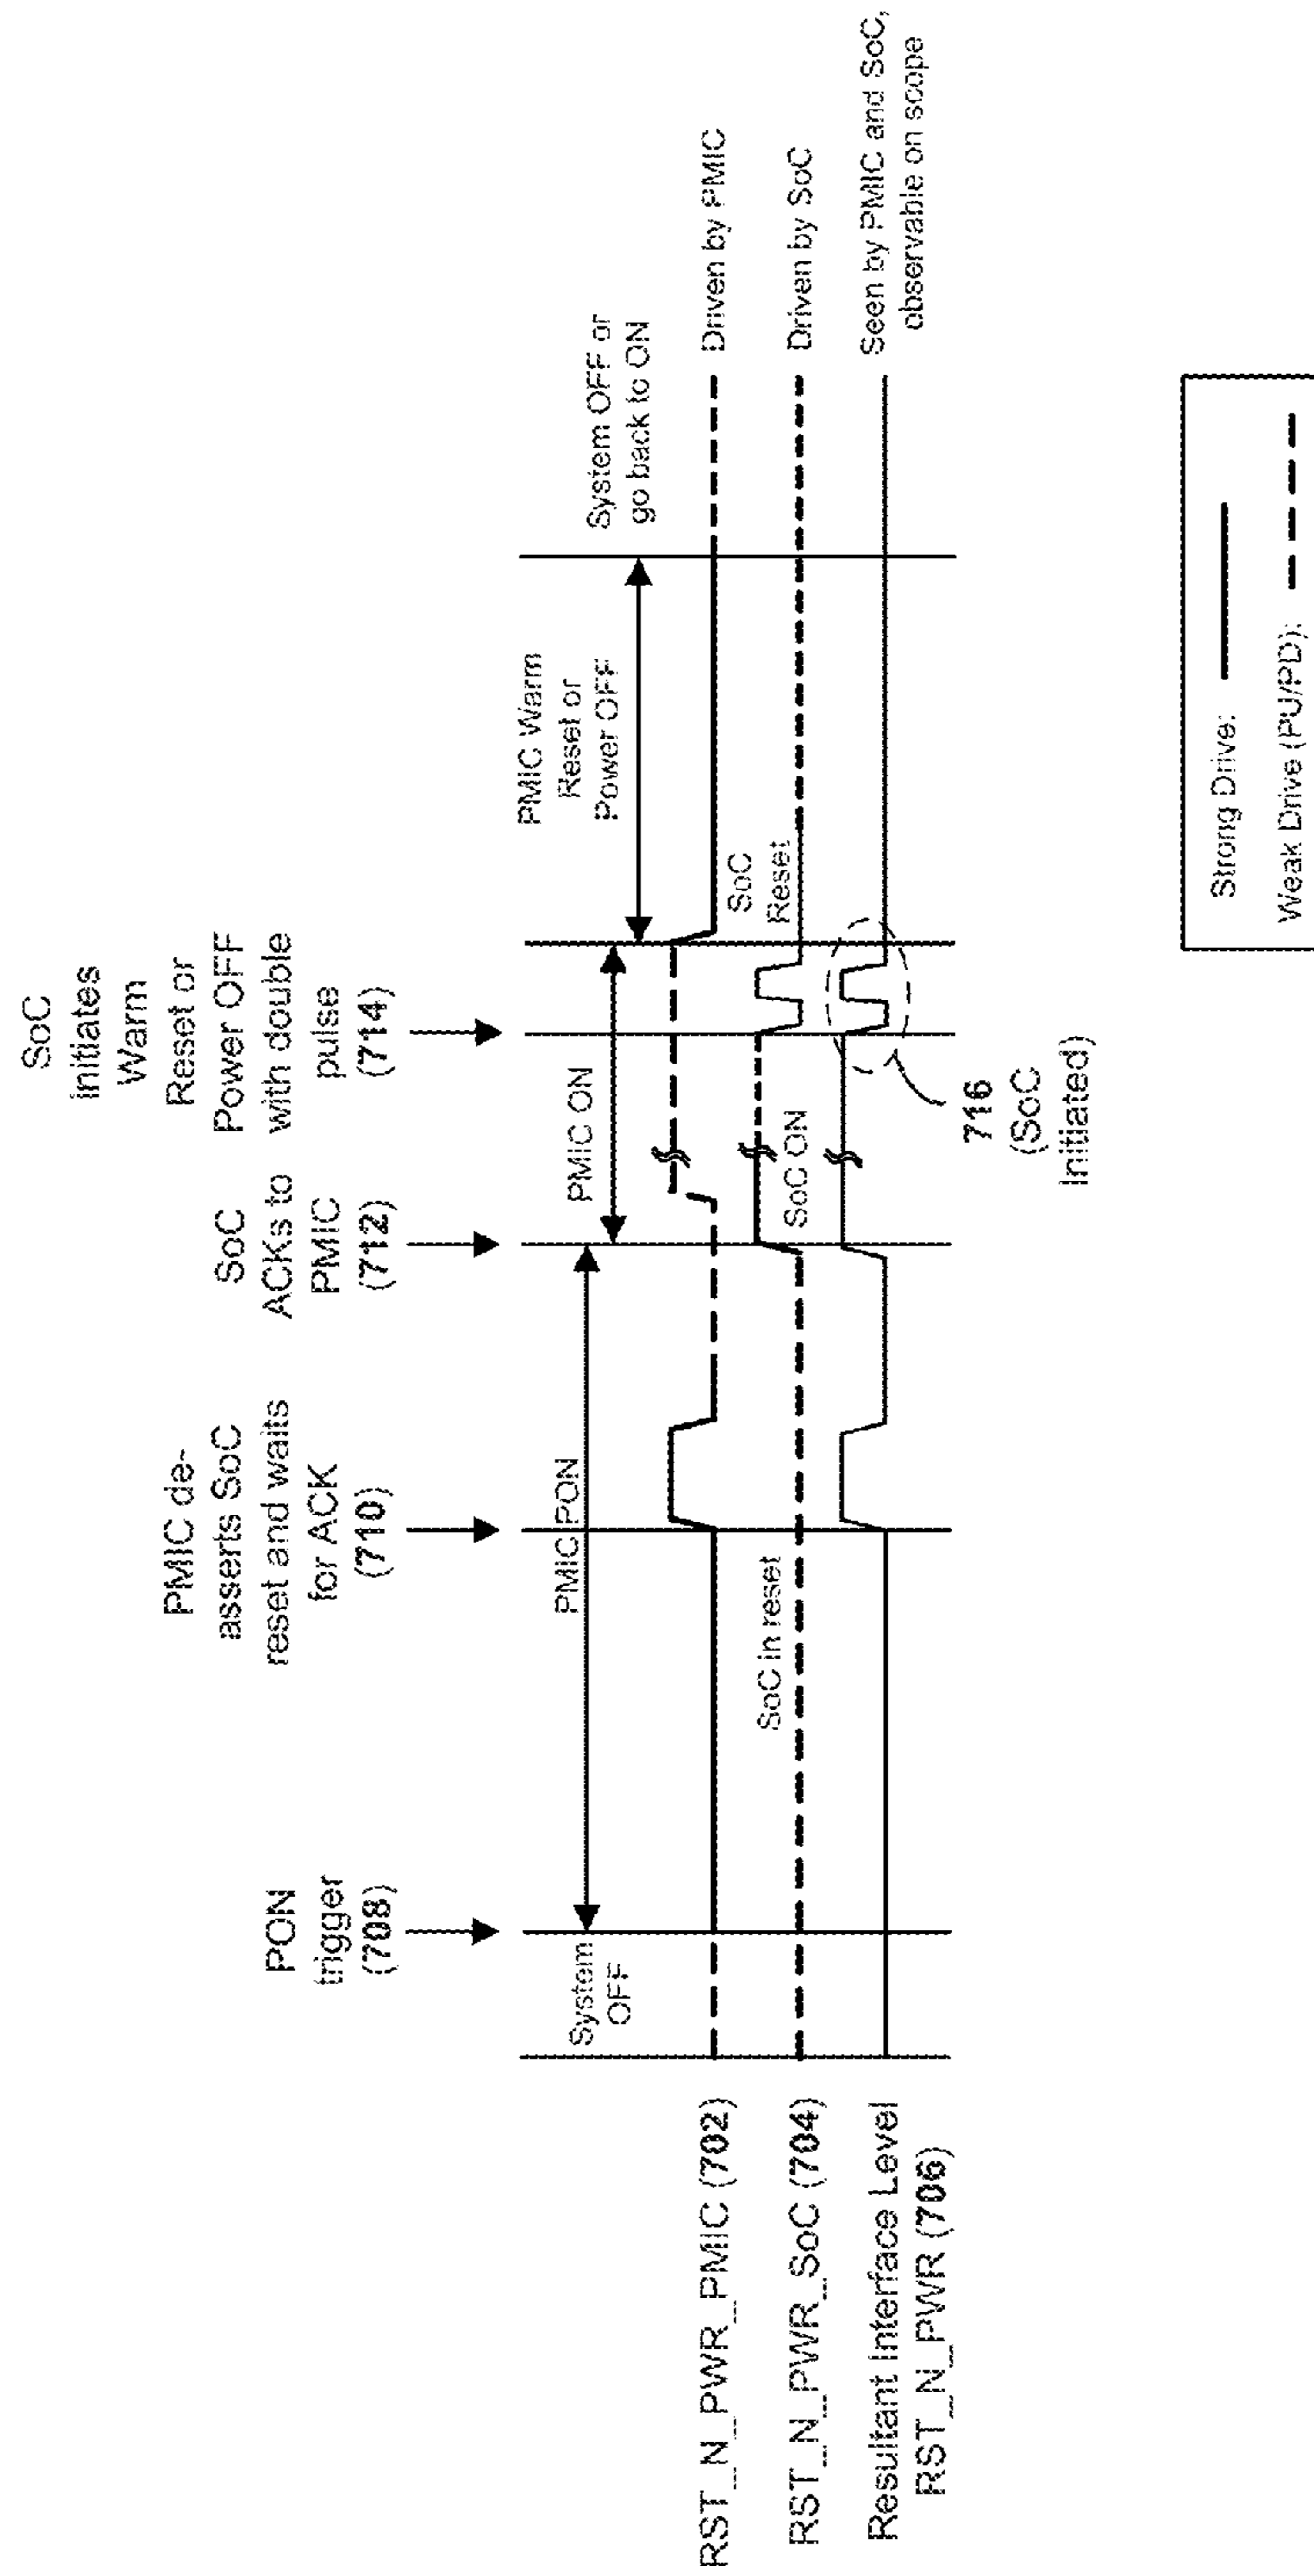 PON
trigger
(708)
PMIC de-
asserts SoC
reset and waits
for ACK
(710)
SoC
ACKs to
PMIC
(712)
SoC
initiates
Warm
Reset or
Power OFF
with double
pulse
(714)
System
OFF
PMIC PON
PMIC ON
PMIC Warm
Reset or
Power OFF
System OFF or
go back to ON
RST_N_PWR_PMIC (702)
Driven by PMIC
SoC in reset
SoC ON
SoC
Reset
RST_N_PWR_SoC (704)
Driven by SoC
Resultant Interface Level
RST_N_PWR (706)
Seen by PMIC and SoC,
observable on scope
716
(SoC
Initiated)
Strong Drive:
Weak Drive (PU/PD):